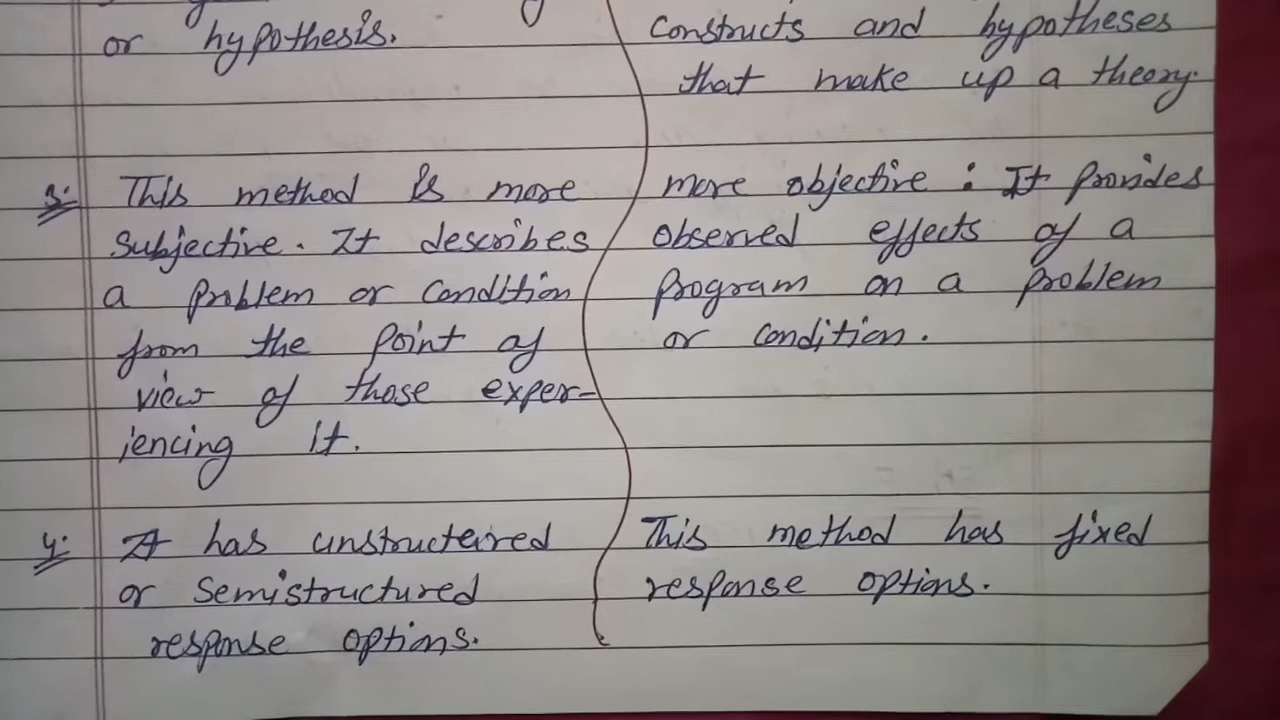 or hypothesis.
3. This method is more
subjective. It describes
a problem or condition
from the point of
view of those exper-
iencing it.
4. It has unstructeired
or semistructured
response options.
constructs and hypotheses
that make up a theory.
more objective : It provides
observed effects of a
program on a problem
or condition.
This method has fixed
response options.